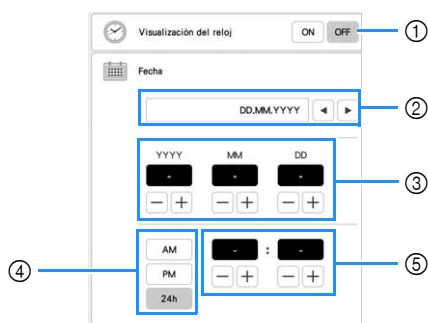 Visualización del reloj ON OFF ①
Fecha
DD.MM.YYYY ◄ ► ②
YYYY MM DD
- - - ③
− + − + − +
AM - : - ⑤
④ PM − + − +
24h